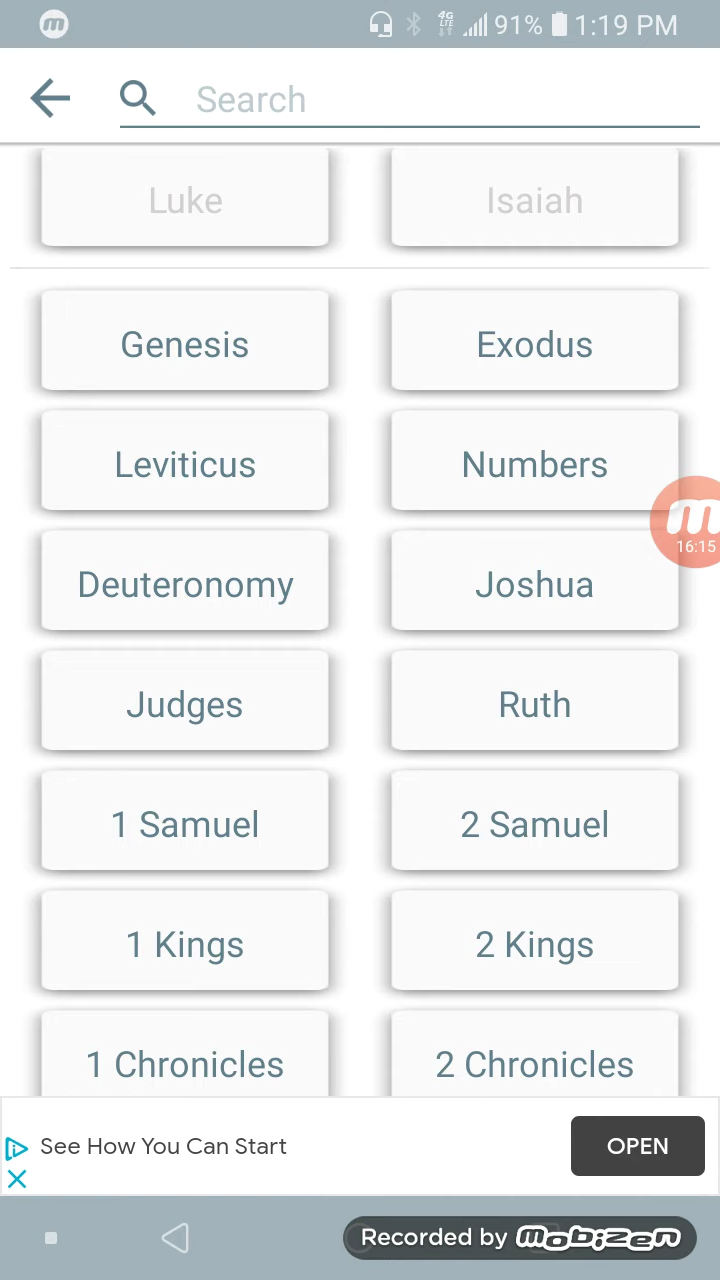 4G LTE 91% 1:19 PM
Search
Luke Isaiah
Genesis Exodus
Leviticus Numbers
16:15
Deuteronomy Joshua
Judges Ruth
1 Samuel 2 Samuel
1 Kings 2 Kings
1 Chronicles 2 Chronicles
See How You Can Start OPEN
Recorded by mobizen